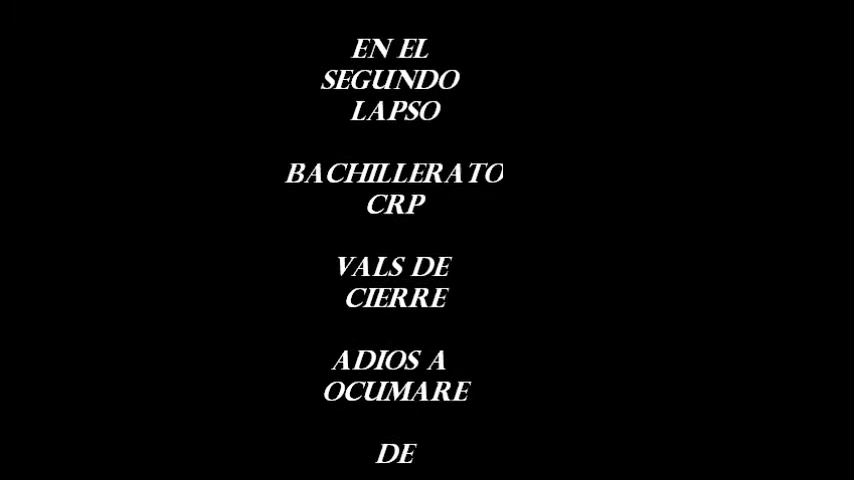 EN EL
SEGUNDO
LAPSO
BACHILLERATO
CRP
VALS DE
CIERRE
ADIOS A
OCUMARE
DE